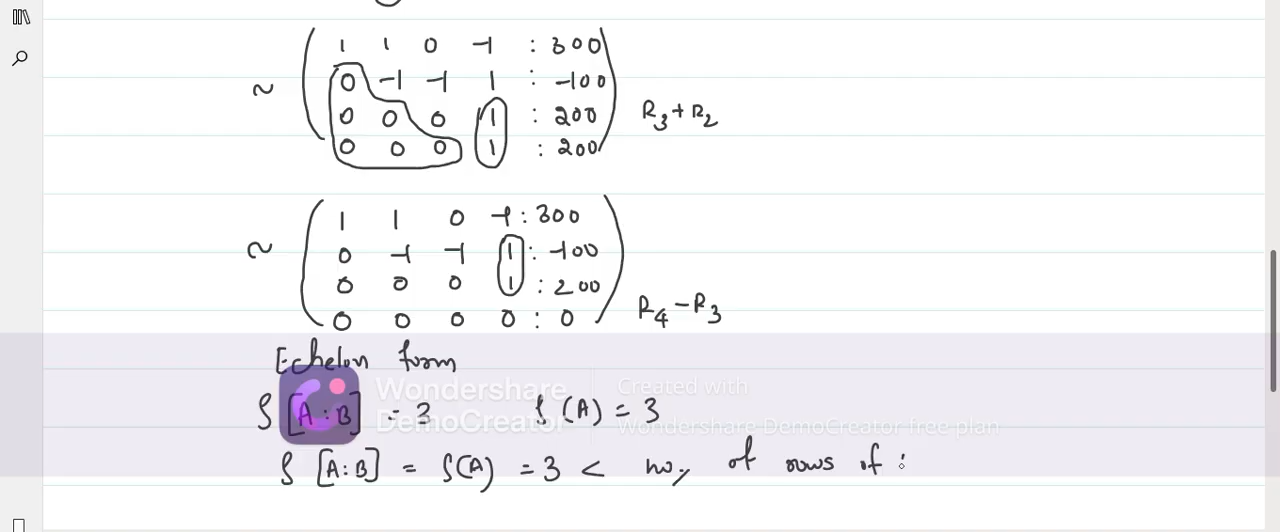 1 1 0 -1 : 300
~ 0 -1 -1 1 : -100
0 0 0 1 : 200 R₃+R₂
0 0 0 1 : 200
1 1 0 -1 : 300
~ 0 -1 -1 1 : -100
0 0 0 1 : 200
0 0 0 0 : 0 R₄-R₃
Echelon form
ρ [A:B] = 3 ρ(A) = 3
Wondershare
DemoCreator
Created with
Wondershare DemoCreator free plan
ρ [A:B] = ρ(A) = 3 < no, of rows of :